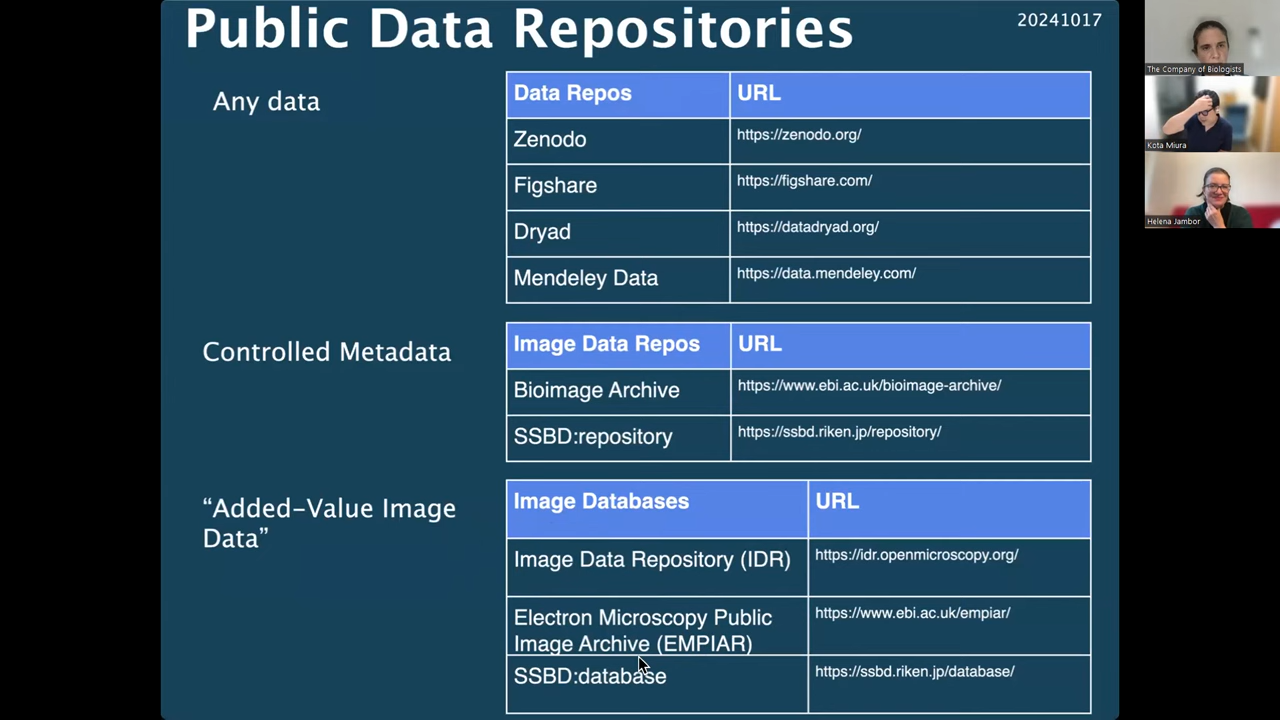 Public Data Repositories
20241017
Any data
Data Repos URL
Zenodo https://zenodo.org/
Figshare https://figshare.com/
Dryad https://datadryad.org/
Mendeley Data https://data.mendeley.com/
Controlled Metadata
Image Data Repos URL
Bioimage Archive https://www.ebi.ac.uk/bioimage-archive/
SSBD:repository https://ssbd.riken.jp/repository/
“Added-Value Image
Data”
Image Databases URL
Image Data Repository (IDR) https://idr.openmicroscopy.org/
Electron Microscopy Public
Image Archive (EMPIAR) https://www.ebi.ac.uk/empiar/
SSBD:database https://ssbd.riken.jp/database/
The Company of Biologists
Kota Miura
Helena Jambor